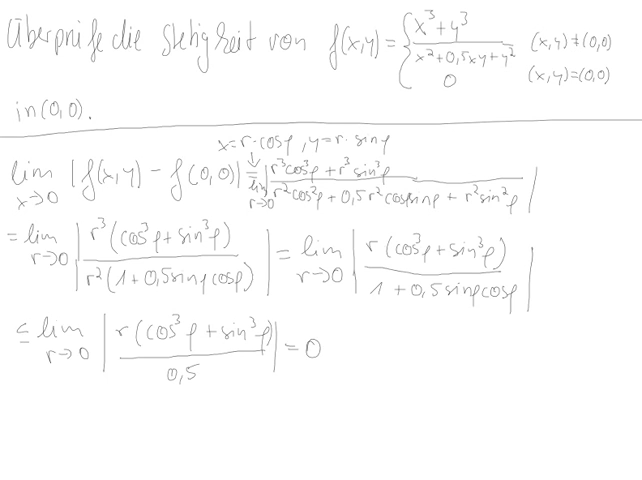 Überprüfe die Stetigkeit von f(x,y) = { x³+y³ / x²+0,5xy+y² (x,y)≠(0,0)
0 (x,y)=(0,0)
in (0,0).
x=r·cosφ, y=r·sinφ
lim x→0 |f(x,y) - f(0,0)| = lim r→0 | r³cos³φ + r³sin³φ / r²cos²φ + 0,5r²cosφsinφ + r²sin²φ |
= lim r→0 | r³(cos³φ+sin³φ) / r²(1+0,5sinφcosφ) | = lim r→0 | r(cos³φ+sin³φ) / 1+0,5sinφcosφ |
≤ lim r→0 | r(cos³φ+sin³φ) / 0,5 | = 0